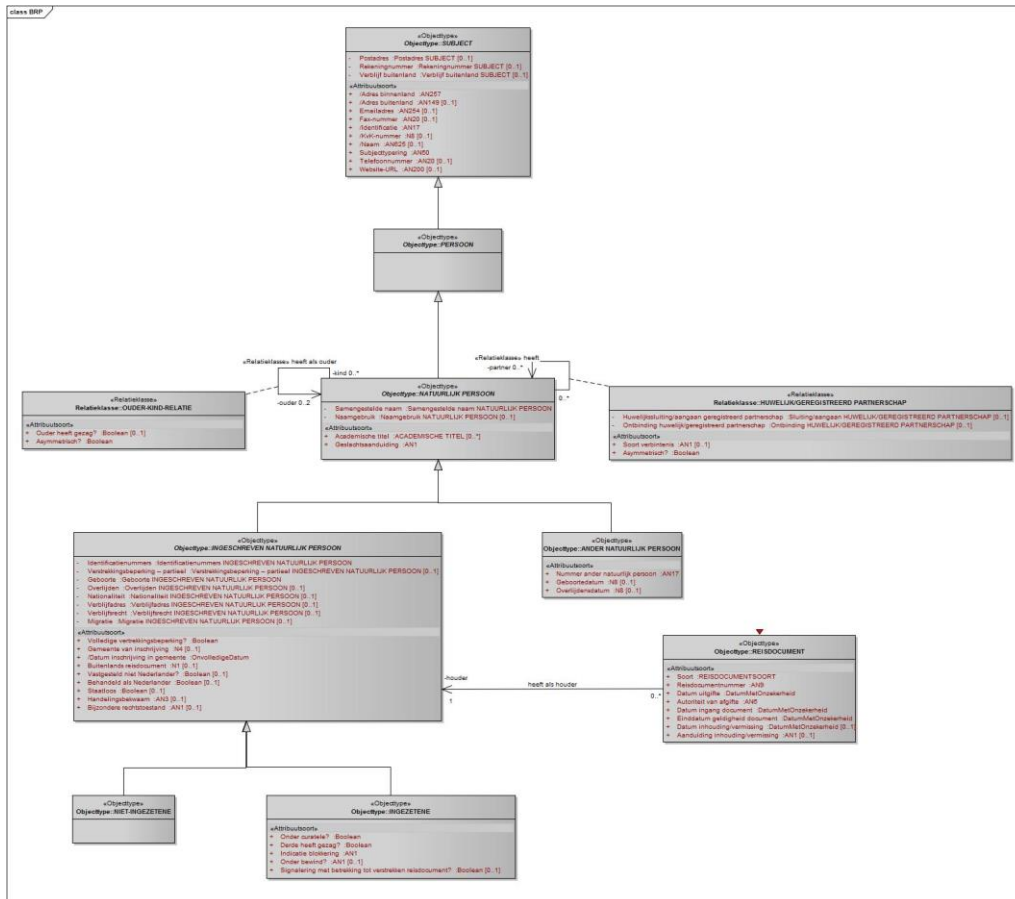 class BRP
«Objecttype»
Objecttype::SUBJECT
- Postadres :Postadres SUBJECT [0..1]
- Rekeningnummer :Rekeningnummer SUBJECT [0..1]
- Verblijf buitenland :Verblijf buitenland SUBJECT [0..1]
«Attribuutsoort»
+ /Adres binnenland :AN257
+ /Adres buitenland :AN149 [0..1]
+ Emailadres :AN254 [0..1]
+ Fax-nummer :AN20 [0..1]
+ /Identificatie :AN17
+ /KvK-nummer :N8 [0..1]
+ /Naam :AN625 [0..1]
+ Subjecttypering :AN50
+ Telefoonnummer :AN20 [0..1]
+ Website-URL :AN200 [0..1]
«Objecttype»
Objecttype::PERSOON
«Relatieklasse» heeft als ouder
-kind 0..*
-ouder 0..2
«Relatieklasse» heeft
-partner 0..*
0..*
«Relatieklasse»
Relatieklasse::OUDER-KIND-RELATIE
«Attribuutsoort»
+ Ouder heeft gezag? :Boolean [0..1]
+ Asymmetrisch? :Boolean
«Objecttype»
Objecttype::NATUURLIJK PERSOON
- Samengestelde naam :Samengestelde naam NATUURLIJK PERSOON
- Naamgebruik :Naamgebruik NATUURLIJK PERSOON [0..1]
«Attribuutsoort»
+ Academische titel :ACADEMISCHE TITEL [0..*]
+ Geslachtsaanduiding :AN1
«Relatieklasse»
Relatieklasse::HUWELIJK/GEREGISTREERD PARTNERSCHAP
- Huwelijkssluiting/aangaan geregistreerd partnerschap :Sluiting/aangaan HUWELIJK/GEREGISTREERD PARTNERSCHAP [0..1]
- Ontbinding huwelijk/geregistreerd partnerschap :Ontbinding HUWELIJK/GEREGISTREERD PARTNERSCHAP [0..1]
«Attribuutsoort»
+ Soort verbintenis :AN1 [0..1]
+ Asymmetrisch? :Boolean
«Objecttype»
Objecttype::INGESCHREVEN NATUURLIJK PERSOON
- Identificatienummers :Identificatienummers INGESCHREVEN NATUURLIJK PERSOON
- Verstrekkingsbeperking – partieel :Verstrekkingsbeperking – partieel INGESCHREVEN NATUURLIJK PERSOON [0..1]
- Geboorte :Geboorte INGESCHREVEN NATUURLIJK PERSOON
- Overlijden :Overlijden INGESCHREVEN NATUURLIJK PERSOON [0..1]
- Nationaliteit :Nationaliteit INGESCHREVEN NATUURLIJK PERSOON [0..1]
- Verblijfadres :Verblijfadres INGESCHREVEN NATUURLIJK PERSOON [0..1]
- Verblijfsrecht :Verblijfsrecht INGESCHREVEN NATUURLIJK PERSOON [0..1]
- Migratie :Migratie INGESCHREVEN NATUURLIJK PERSOON [0..1]
«Attribuutsoort»
+ Volledige verstrekkingsbeperking? :Boolean
+ Gemeente van inschrijving :N4 [0..1]
+ /Datum inschrijving in gemeente :OnvolledigeDatum
+ Buitenlands reisdocument :N1 [0..1]
+ Vastgesteld niet Nederlander? :Boolean [0..1]
+ Behandeld als Nederlander :Boolean [0..1]
+ Staatloos :Boolean [0..1]
+ Handelingsbekwaam :AN3 [0..1]
+ Bijzondere rechtstoestand :AN1 [0..1]
«Objecttype»
Objecttype::ANDER NATUURLIJK PERSOON
«Attribuutsoort»
+ Nummer ander natuurlijk persoon :AN17
+ Geboortedatum :N8 [0..1]
+ Overlijdensdatum :N8 [0..1]
-houder
1
heeft als houder
0..*
«Objecttype»
Objecttype::REISDOCUMENT
«Attribuutsoort»
+ Soort :REISDOCUMENTSOORT
+ Reisdocumentnummer :AN9
+ Datum uitgifte :DatumMetOnzekerheid
+ Autoriteit van afgifte :AN6
+ Datum ingang document :DatumMetOnzekerheid
+ Einddatum geldigheid document :DatumMetOnzekerheid
+ Datum inhouding/vermissing :DatumMetOnzekerheid [0..1]
+ Aanduiding inhouding/vermissing :AN1 [0..1]
«Objecttype»
Objecttype::NIET-INGEZETENE
«Objecttype»
Objecttype::INGEZETENE
«Attribuutsoort»
+ Onder curatele? :Boolean
+ Derde heeft gezag? :Boolean
+ Indicatie blokkering :AN1
+ Onder bewind? :AN1 [0..1]
+ Signalering met betrekking tot verstrekken reisdocument? :Boolean [0..1]